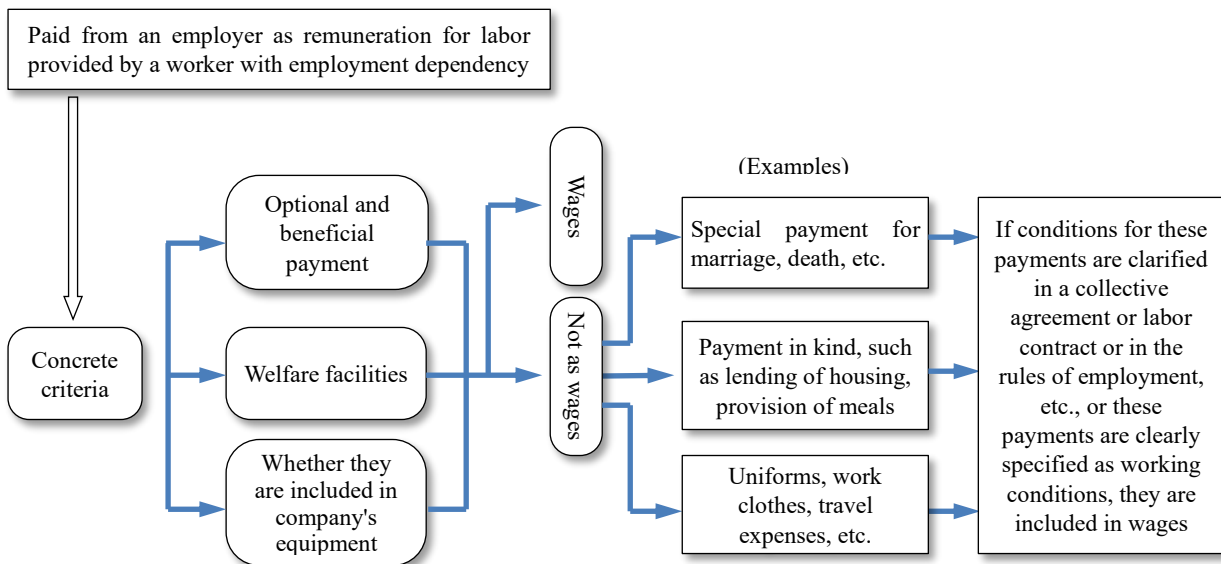 Paid from an employer as remuneration for labor
provided by a worker with employment dependency
Concrete
criteria
Optional and
beneficial
payment
Welfare facilities
Whether they
are included in
company's
equipment
Wages
Not as wages
(Examples)
Special payment for
marriage, death, etc.
Payment in kind, such
as lending of housing,
provision of meals
Uniforms, work
clothes, travel
expenses, etc.
If conditions for these
payments are clarified
in a collective
agreement or labor
contract or in the
rules of employment,
etc., or these
payments are clearly
specified as working
conditions, they are
included in wages